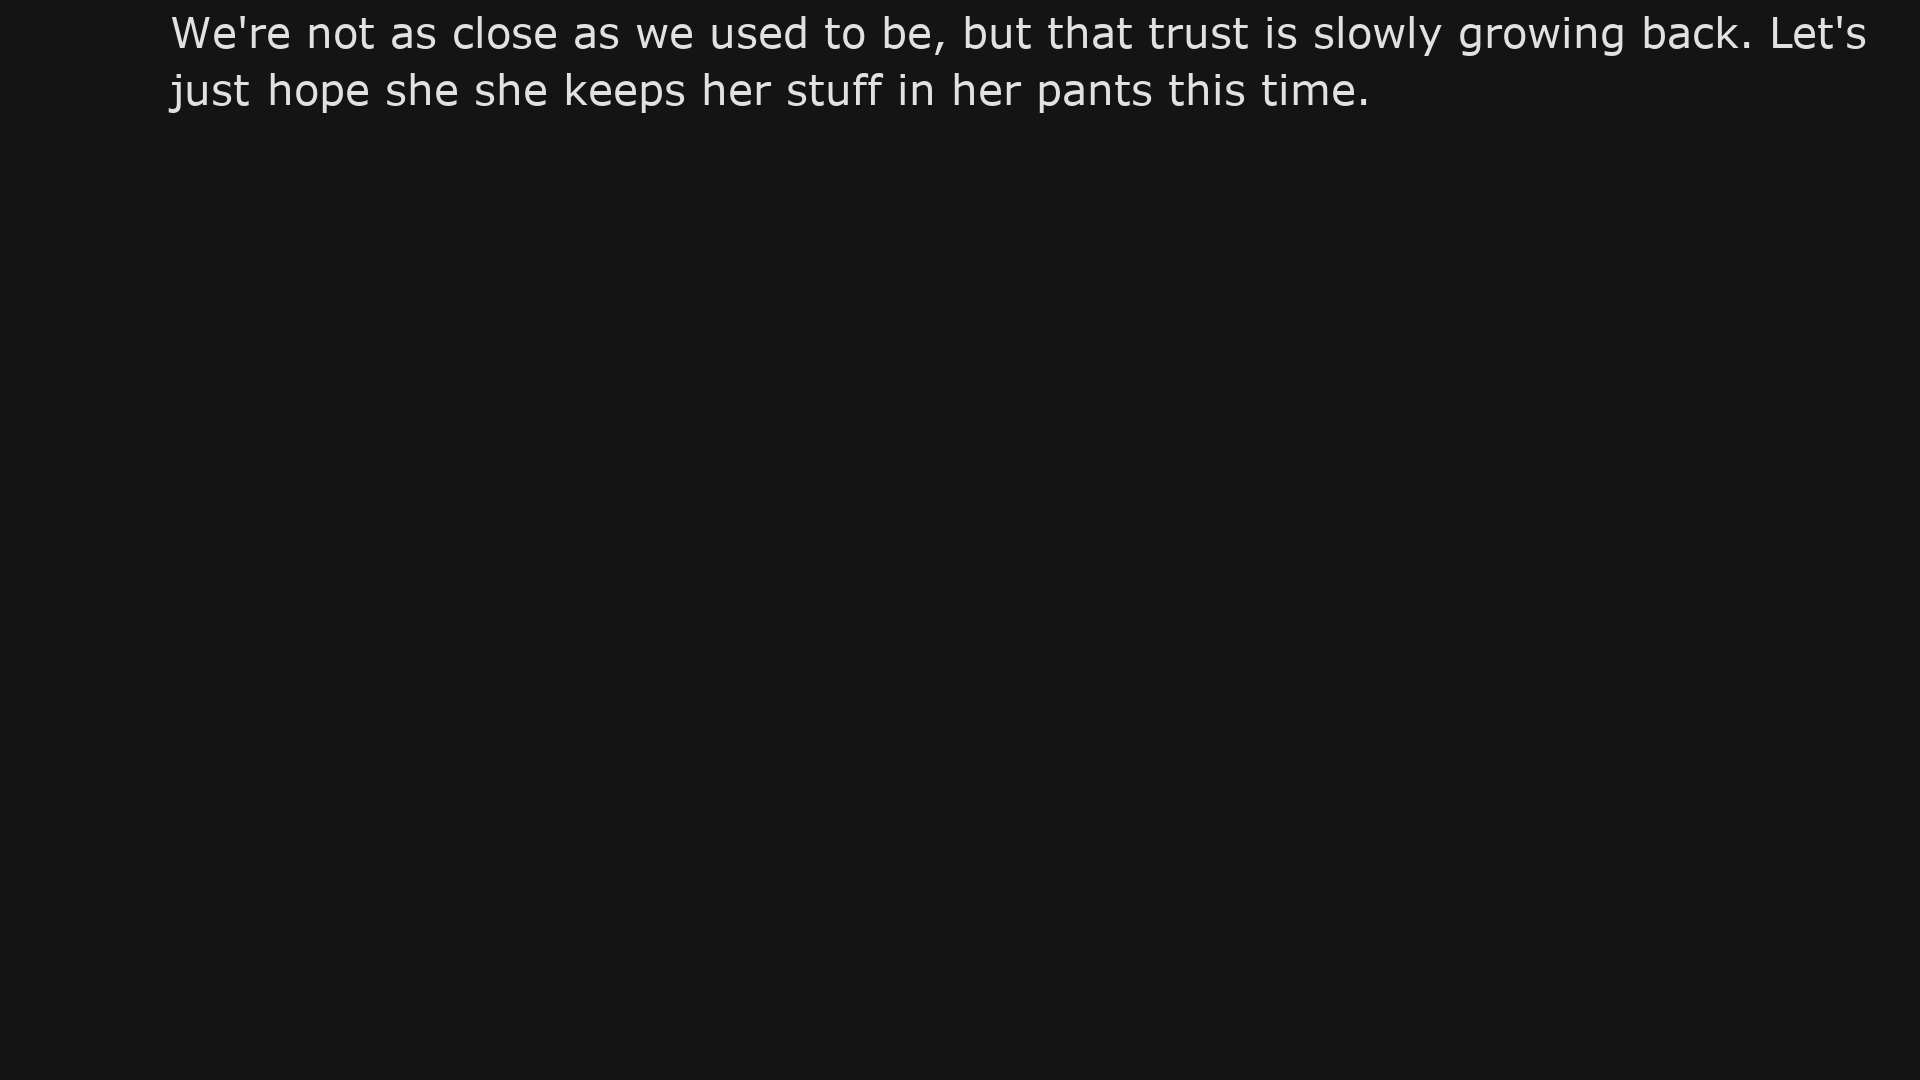 We're not as close as we used to be, but that trust is slowly growing back. Let's
just hope she she keeps her stuff in her pants this time.